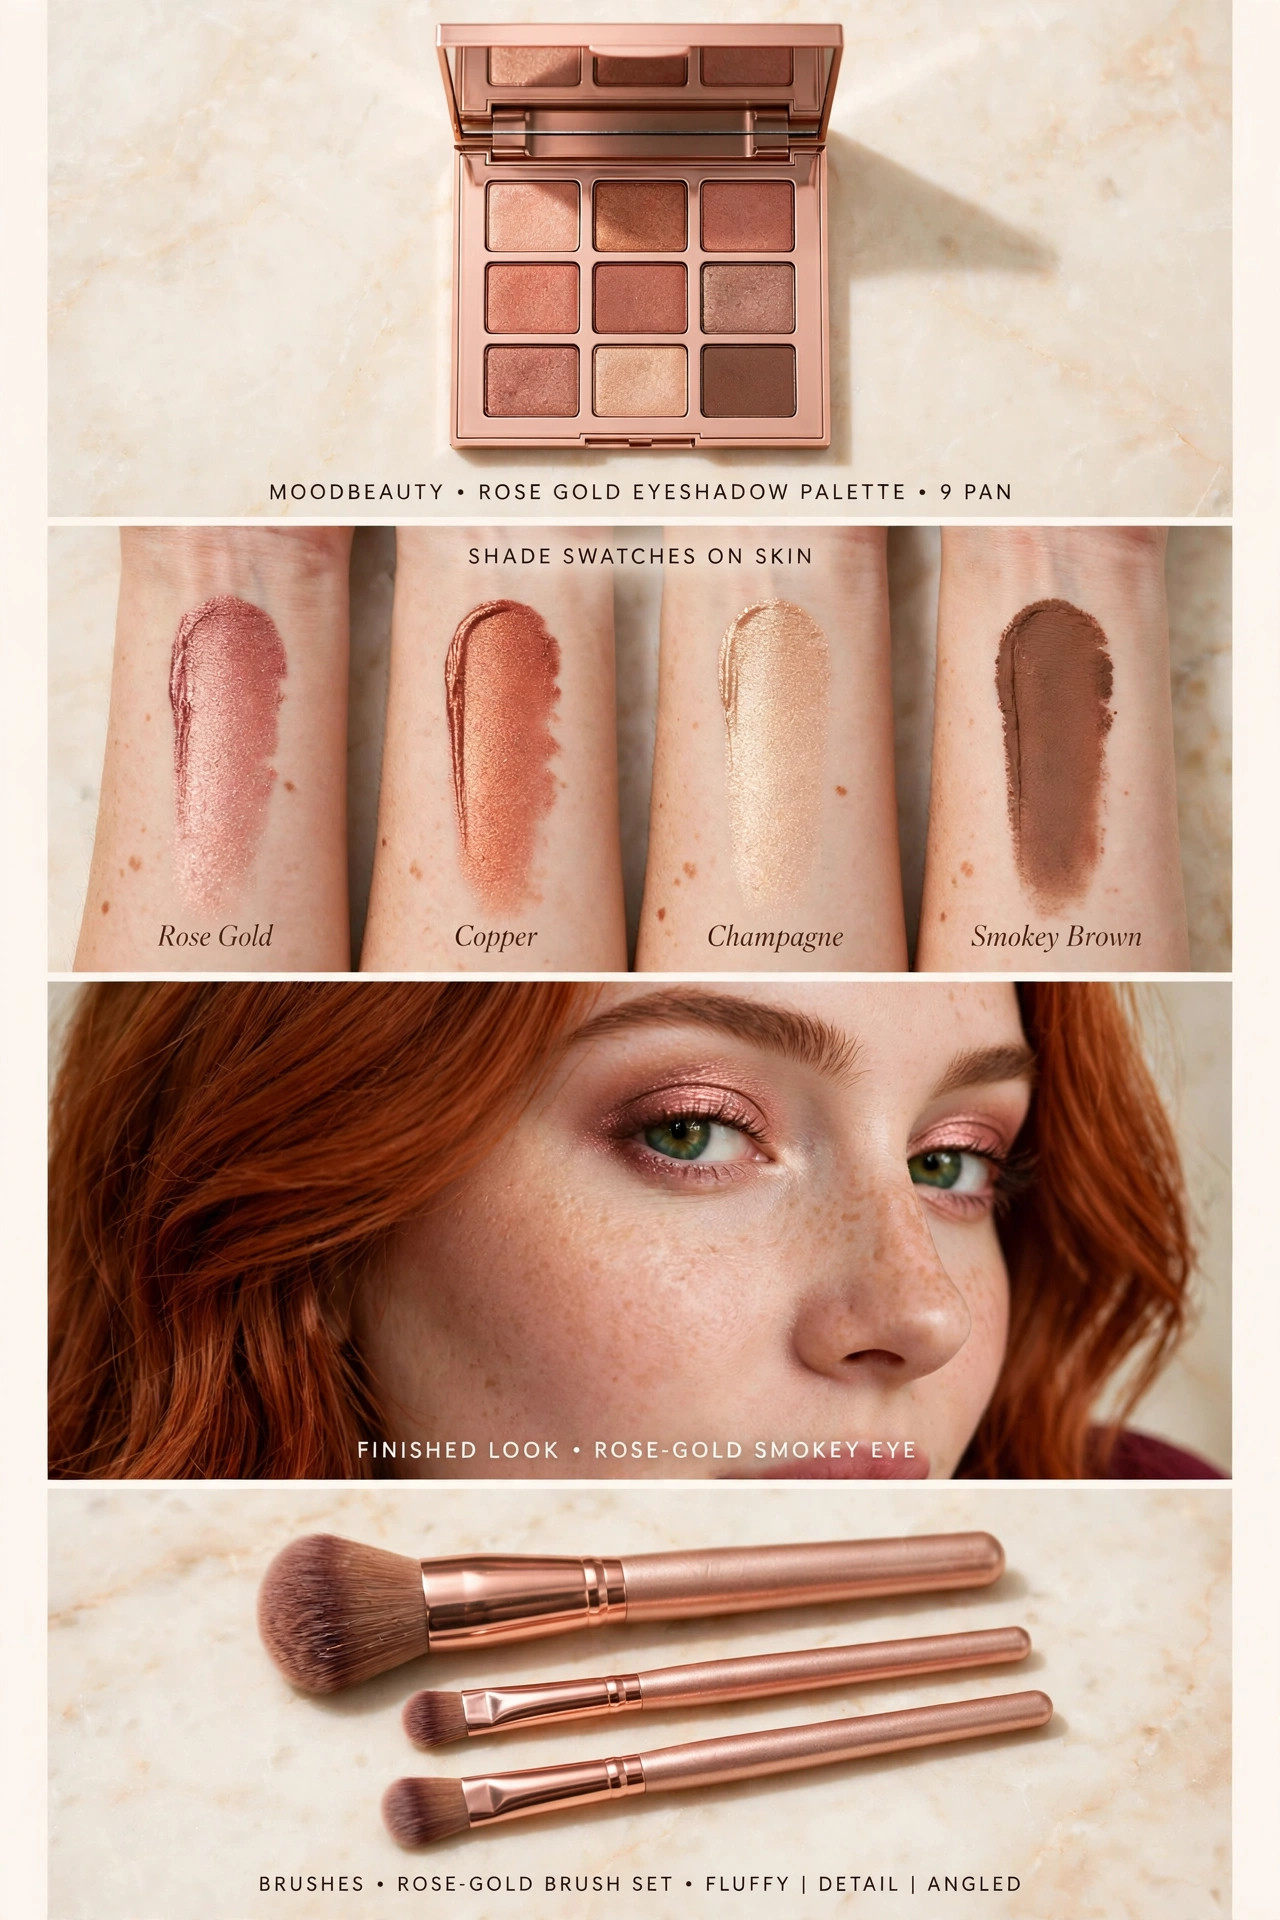 MOODBEAUTY • ROSE GOLD EYESHADOW PALETTE • 9 PAN
SHADE SWATCHES ON SKIN
Rose Gold
Copper
Champagne
Smokey Brown
FINISHED LOOK • ROSE-GOLD SMOKEY EYE
BRUSHES • ROSE-GOLD BRUSH SET • FLUFFY | DETAIL | ANGLED